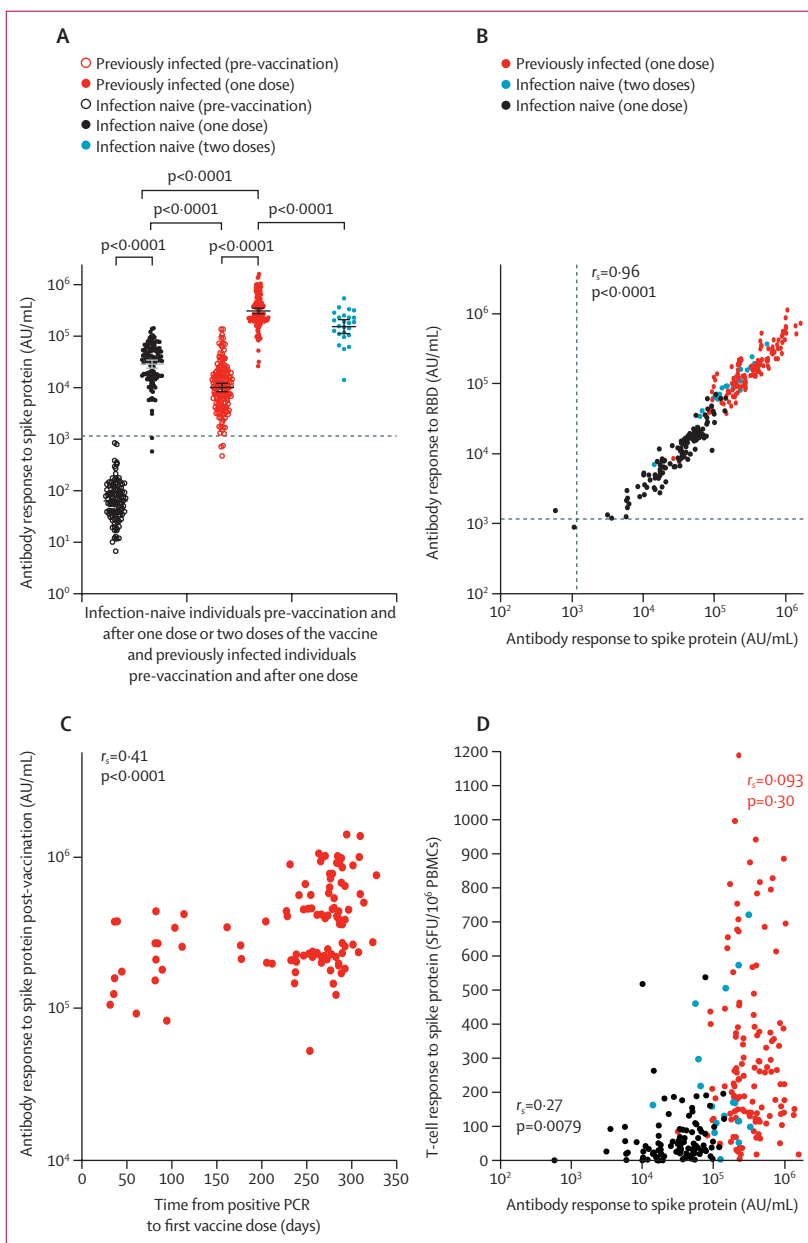 A
Previously infected (pre-vaccination)
Previously infected (one dose)
Infection naive (pre-vaccination)
Infection naive (one dose)
Infection naive (two doses)
p<0·0001
p<0·0001
p<0·0001
p<0·0001
p<0·0001
Antibody response to spike protein (AU/mL)
10⁶
10⁵
10⁴
10³
10²
10¹
10⁰
Infection-naive individuals pre-vaccination and
after one dose or two doses of the vaccine
and previously infected individuals
pre-vaccination and after one dose
B
Previously infected (one dose)
Infection naive (two doses)
Infection naive (one dose)
rₛ=0·96
p<0·0001
Antibody response to RBD (AU/mL)
10⁶
10⁵
10⁴
10³
10²
10² 10³ 10⁴ 10⁵ 10⁶
Antibody response to spike protein (AU/mL)
C
rₛ=0·41
p<0·0001
Antibody response to spike protein post-vaccination (AU/mL)
10⁶
10⁵
10⁴
0 50 100 150 200 250 300 350
Time from positive PCR
to first vaccine dose (days)
D
T-cell response to spike protein (SFU/10⁶ PBMCs)
1200
1100
1000
900
800
700
600
500
400
300
200
100
0
rₛ=0·093
p=0·30
rₛ=0·27
p=0·0079
10² 10³ 10⁴ 10⁵ 10⁶
Antibody response to spike protein (AU/mL)